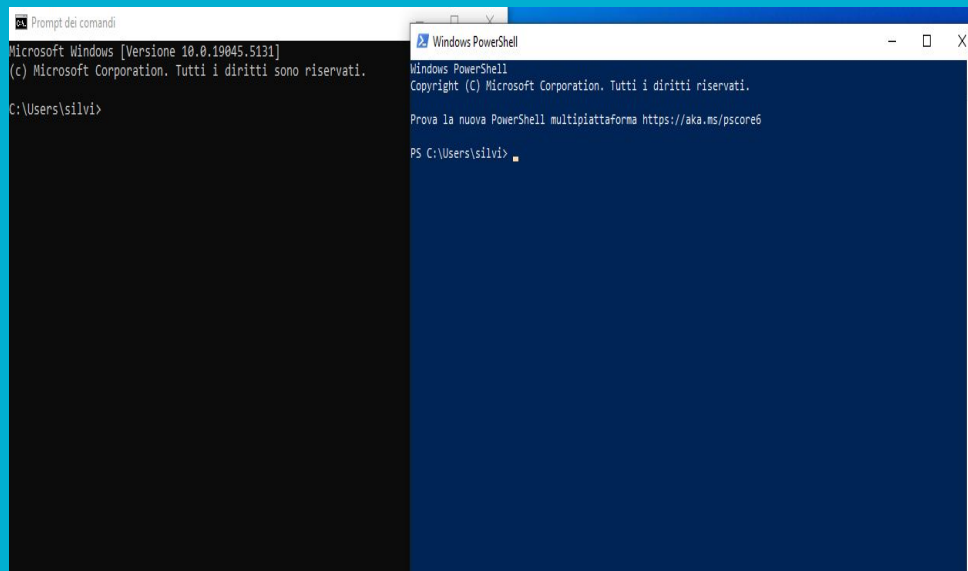 Prompt dei comandi
Microsoft Windows [Versione 10.0.19045.5131]
(c) Microsoft Corporation. Tutti i diritti sono riservati.
C:\Users\silvi>
Windows PowerShell
Windows PowerShell
Copyright (C) Microsoft Corporation. Tutti i diritti riservati.
Prova la nuova PowerShell multipiattaforma https://aka.ms/pscore6
PS C:\Users\silvi>